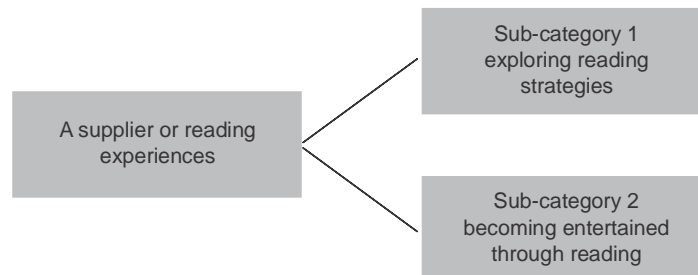 A supplier or reading
experiences
Sub-category 1
exploring reading
strategies
Sub-category 2
becoming entertained
through reading